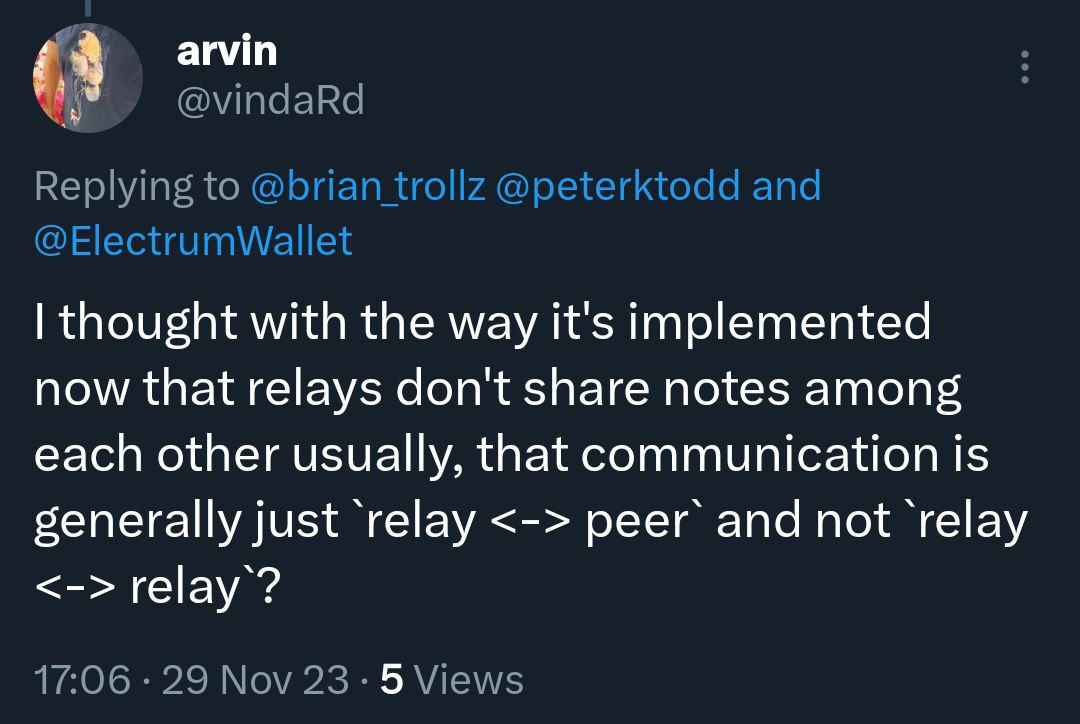 arvin
@vindaRd
Replying to @brian_trollz @peterktodd and
@ElectrumWallet
I thought with the way it's implemented
now that relays don't share notes among
each other usually, that communication is
generally just `relay <-> peer` and not `relay
<-> relay`?
17:06 · 29 Nov 23 · 5 Views